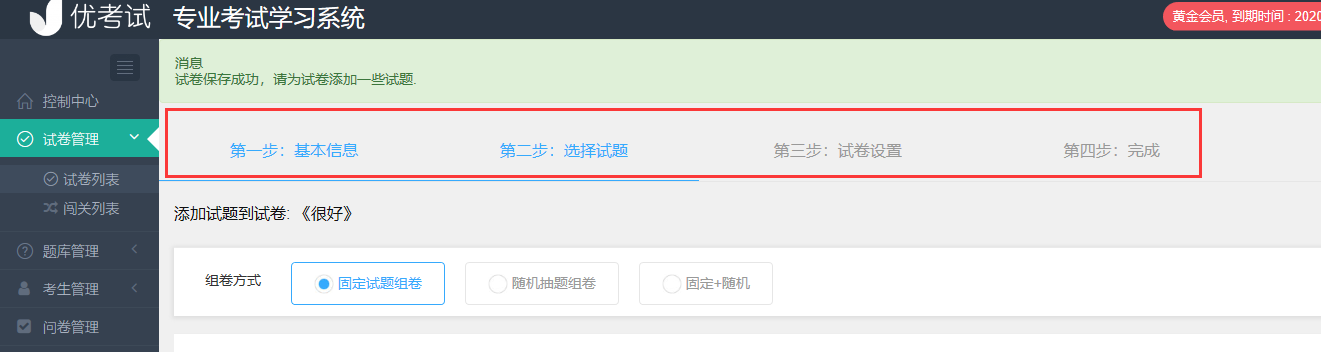 优考试 专业考试学习系统 黄金会员, 到期时间 : 2020
消息
试卷保存成功，请为试卷添加一些试题.
控制中心
试卷管理
试卷列表
闯关列表
题库管理
考生管理
问卷管理
第一步：基本信息 第二步：选择试题 第三步：试卷设置 第四步：完成
添加试题到试卷: 《很好》
组卷方式 固定试题组卷 随机抽题组卷 固定+随机